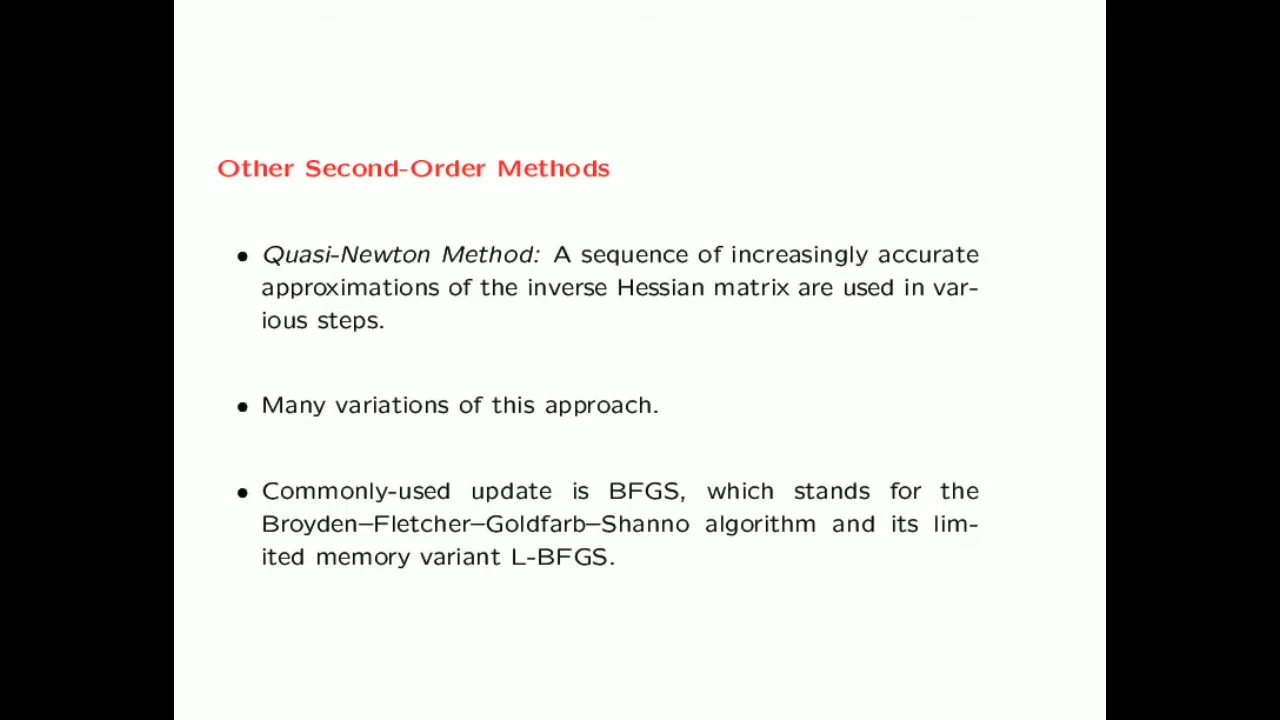 Other Second-Order Methods
• Quasi-Newton Method: A sequence of increasingly accurate
approximations of the inverse Hessian matrix are used in var-
ious steps.
• Many variations of this approach.
• Commonly-used update is BFGS, which stands for the
Broyden–Fletcher–Goldfarb–Shanno algorithm and its lim-
ited memory variant L-BFGS.